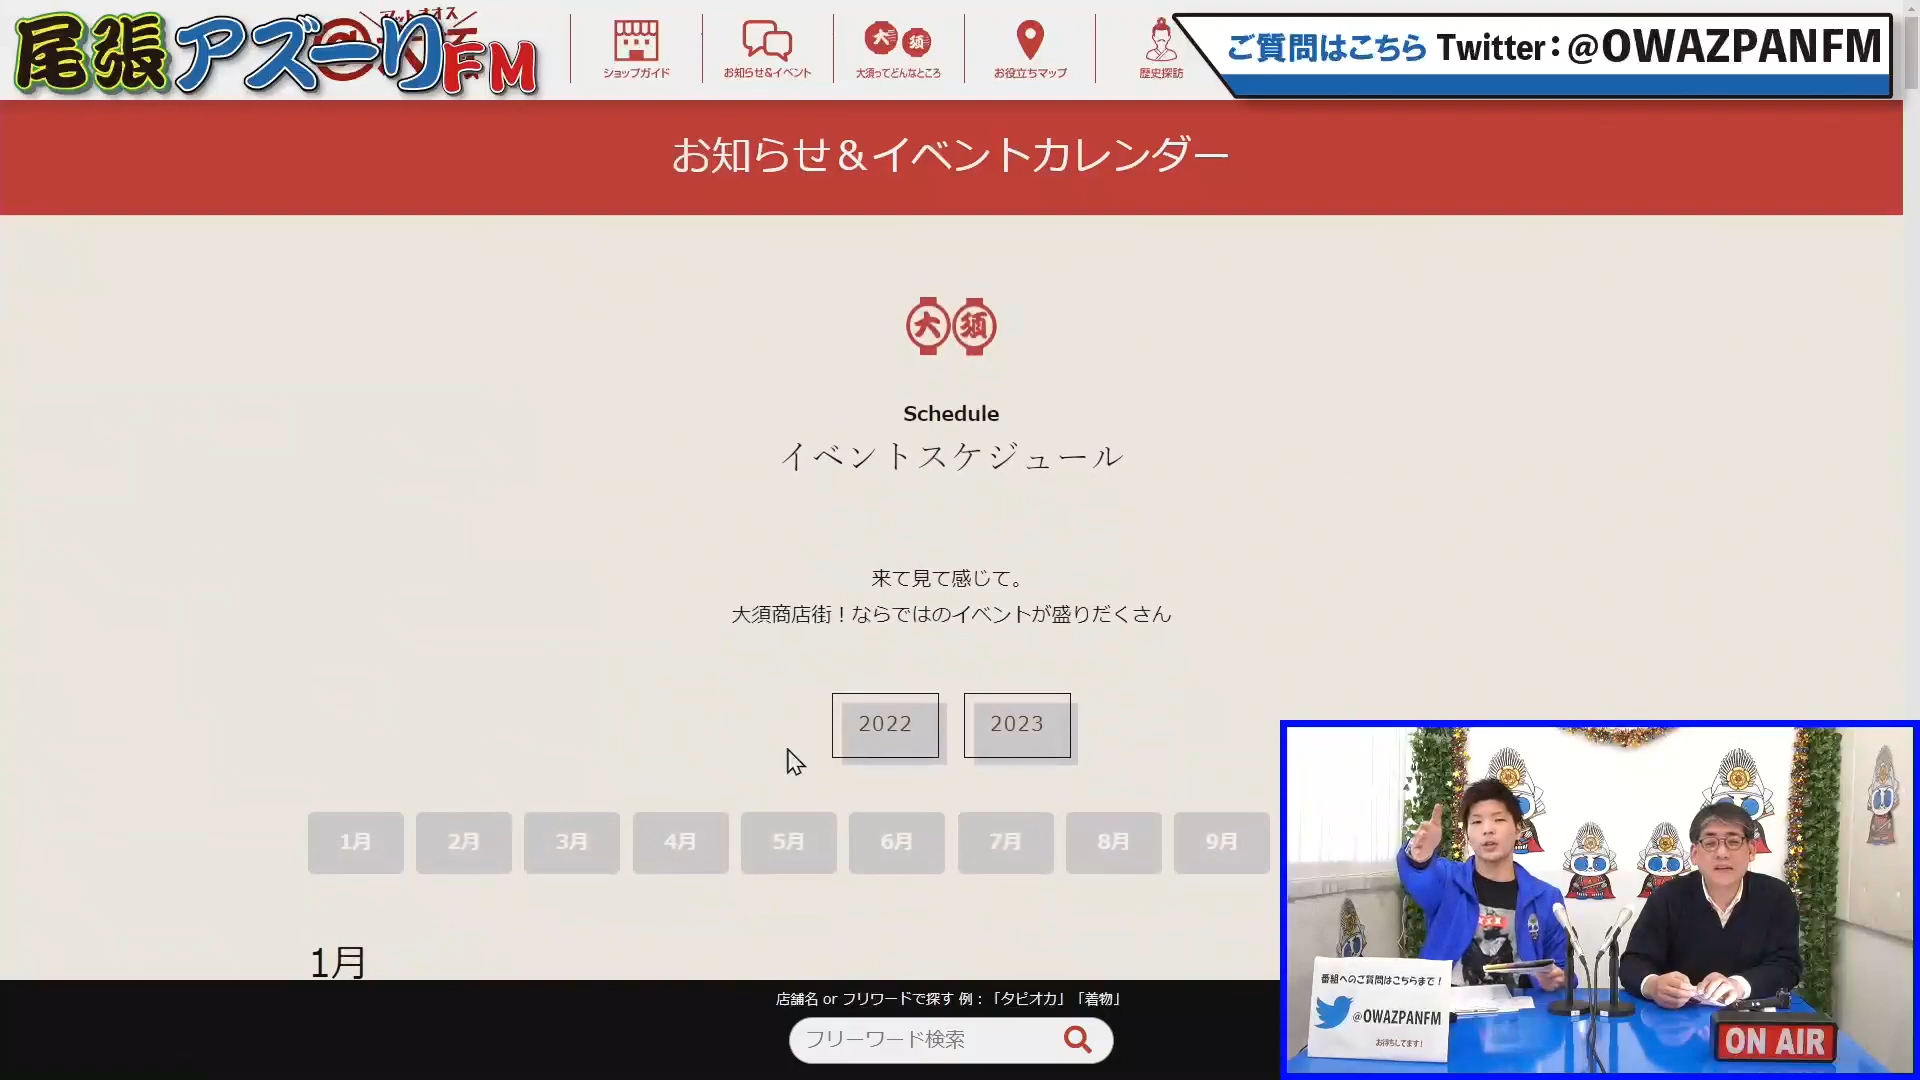 尾張アズーリFM
ショップガイド
お知らせ&イベント
大須
大須ってどんなところ
お役立ちマップ
歴史探訪
ご質問はこちら Twitter:@OWAZPANFM
お知らせ&イベントカレンダー
大須
Schedule
イベントスケジュール
来て見て感じて。
大須商店街!ならではのイベントが盛りだくさん
2022
2023
1月
2月
3月
4月
5月
6月
7月
8月
9月
1月
店舗名 or フリワードで探す 例:「タピオカ」「着物」
フリーワード検索
番組へのご質問はこちらまで!
@OWAZPANFM
お待ちしてます!
ON AIR